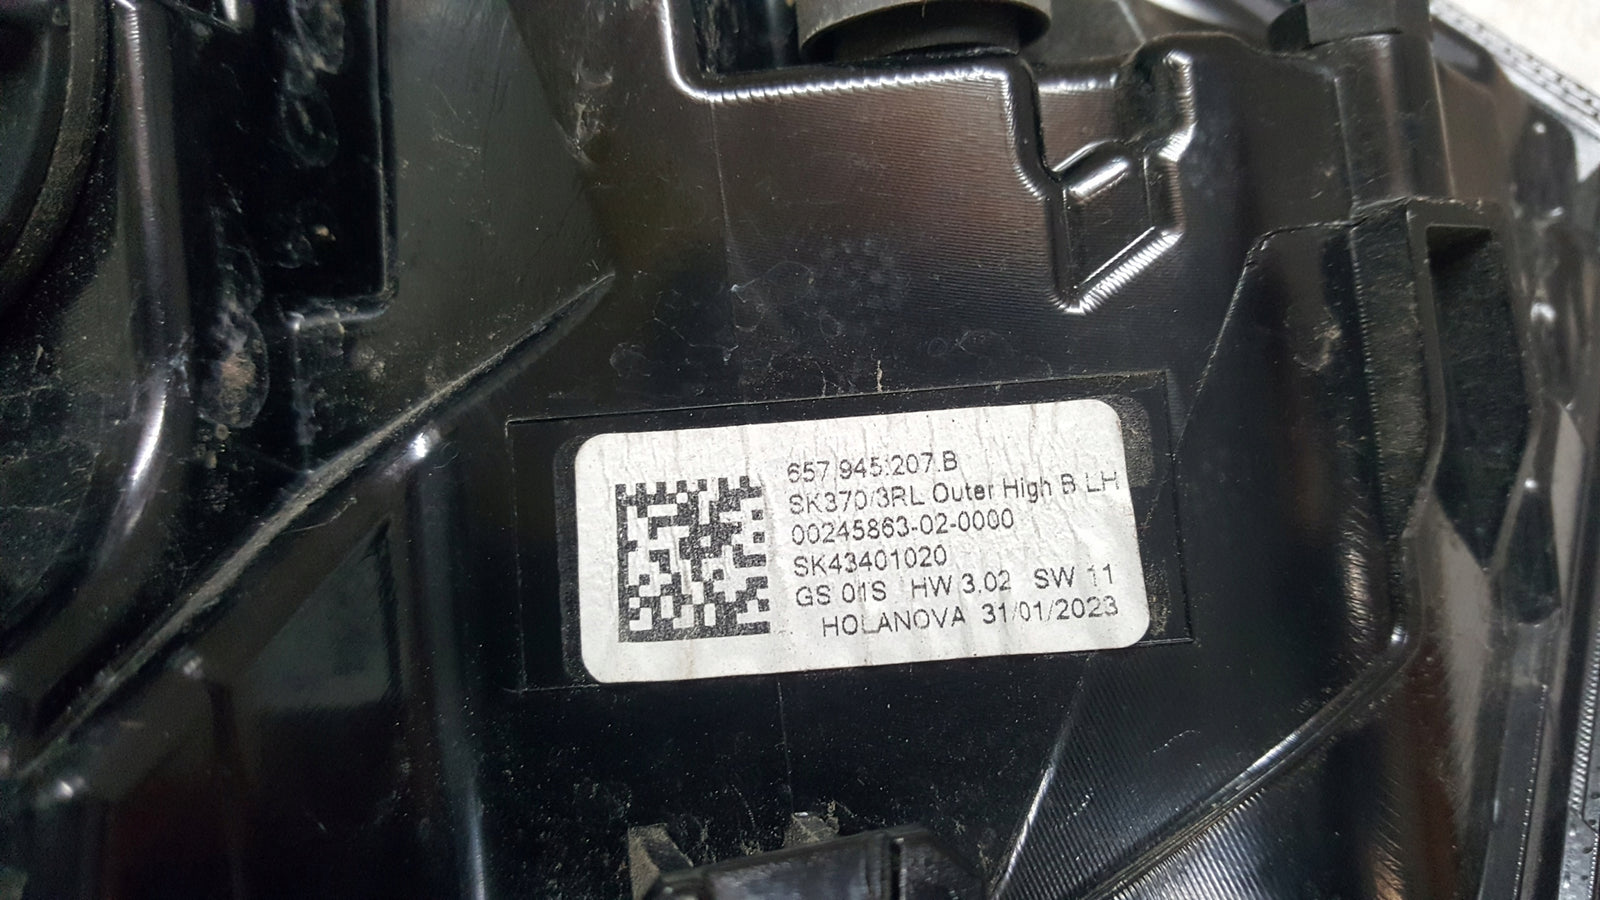 657.945.207.B
SK370/3RL Outer High B LH
00245863-02-0000
SK43401020
GS 01S HW 3.02 SW 11
HOLANOVA 31/01/2023